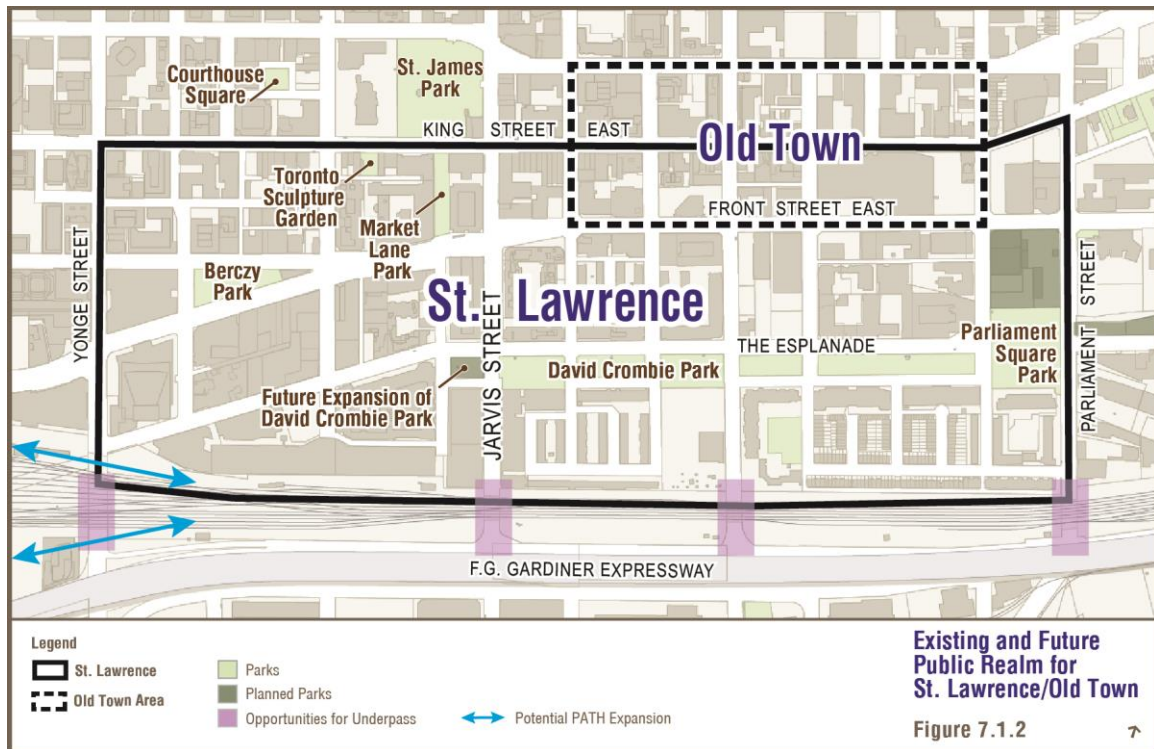 Courthouse
Square
St. James
Park
KING STREET EAST
Old Town
Toronto
Sculpture
Garden
Market
Lane
Park
FRONT STREET EAST
YONGE STREET
Berczy
Park
St. Lawrence
JARVIS STREET
THE ESPLANADE
Parliament
Square
Park
PARLIAMENT STREET
David Crombie Park
Future Expansion of
David Crombie Park
F.G. GARDINER EXPRESSWAY
Legend
St. Lawrence
Old Town Area
Parks
Planned Parks
Opportunities for Underpass
Potential PATH Expansion
Existing and Future
Public Realm for
St. Lawrence/Old Town
Figure 7.1.2